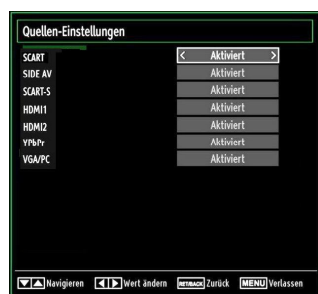 Quellen-Einstellungen
SCART < Aktiviert >
SIDE AV Aktiviert
SCART-S Aktiviert
HDMI1 Aktiviert
HDMI2 Aktiviert
YPbPr Aktiviert
VGA/PC Aktiviert
Navigieren Wert ändern RET/BACK Zurück MENU Verlassen